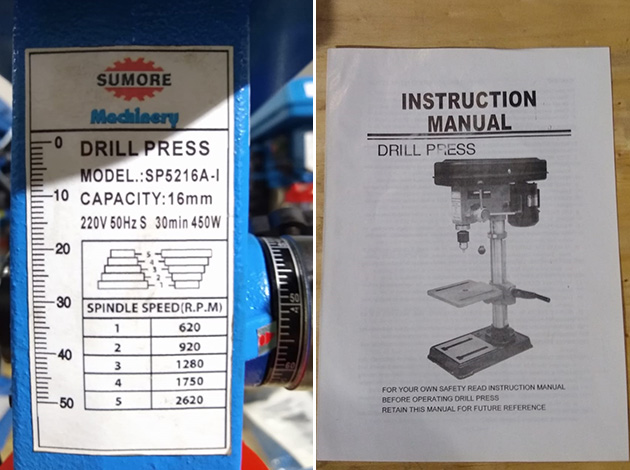 SUMORE
Machinery
DRILL PRESS
MODEL.:SP5216A-I
CAPACITY:16mm
220V 50Hz S 30min 450W
0
10
20
30
40
50
5
4
3
2
1
SPINDLE SPEED(R.P.M)
1 620
2 920
3 1280
4 1750
5 2620
INSTRUCTION
MANUAL
DRILL PRESS
FOR YOUR OWN SAFETY READ INSTRUCTION MANUAL
BEFORE OPERATING DRILL PRESS
RETAIN THIS MANUAL FOR FUTURE REFERENCE